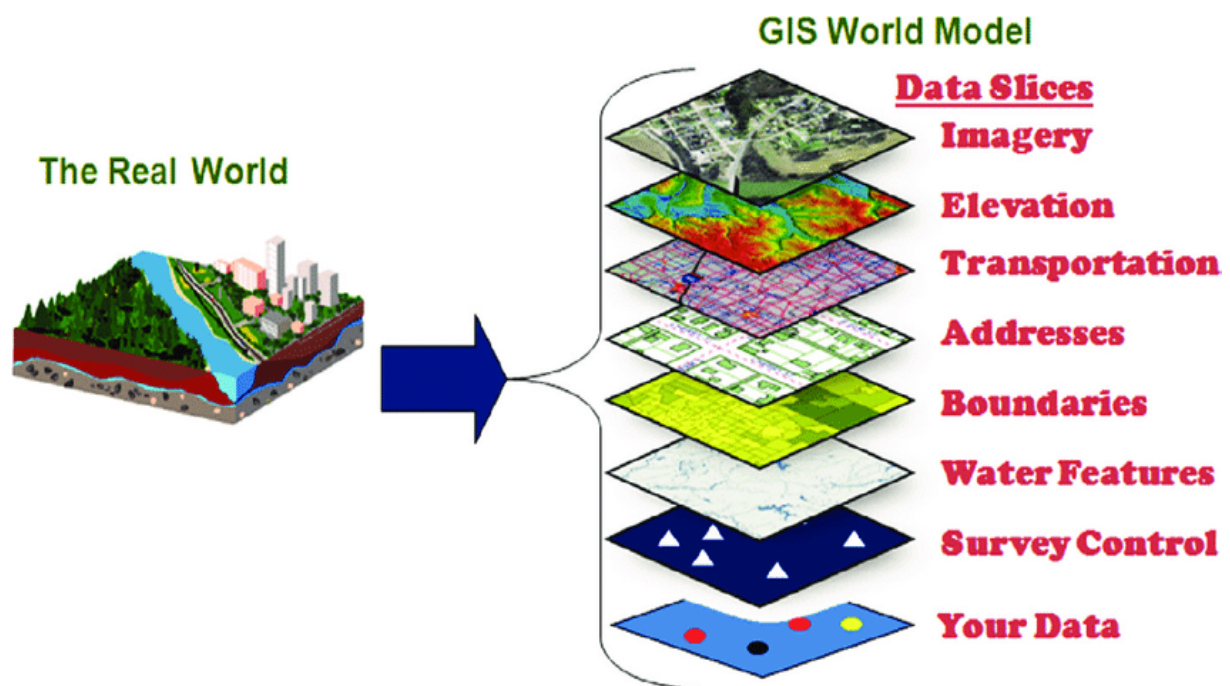 GIS World Model
Data Slices
Imagery
The Real World
Elevation
Transportation
Addresses
Boundaries
Water Features
Survey Control
Your Data